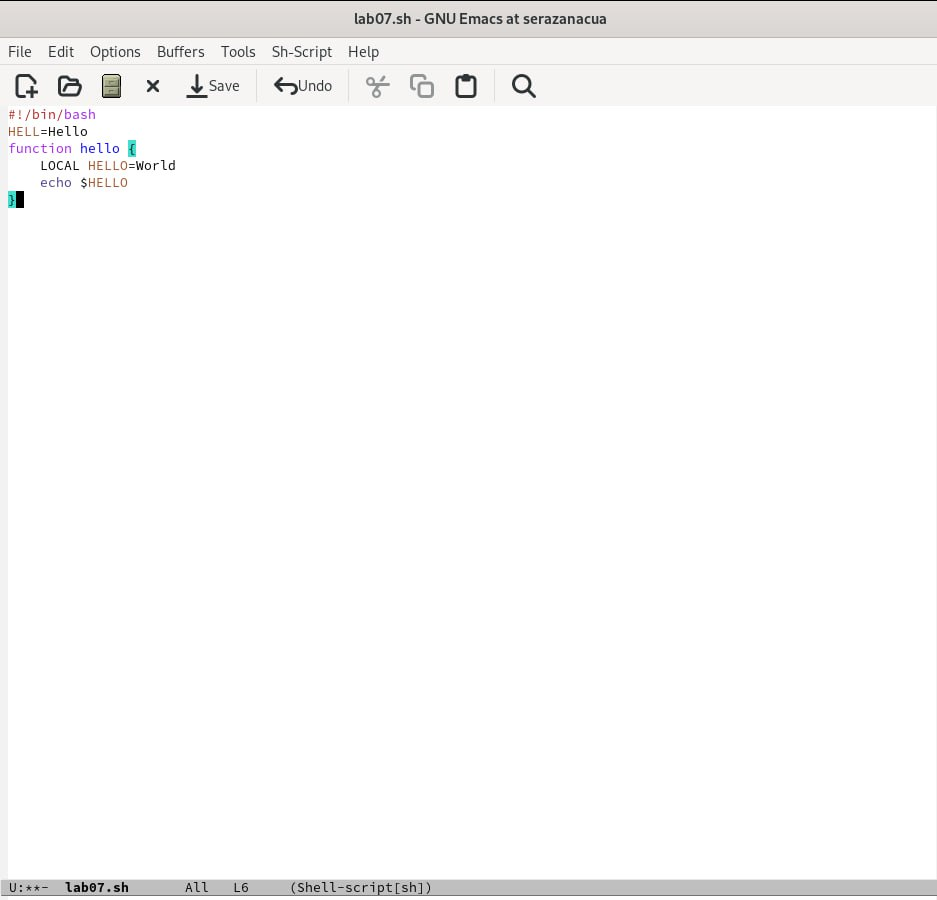 lab07.sh - GNU Emacs at serazanacua
File Edit Options Buffers Tools Sh-Script Help
Save Undo
#!/bin/bash
HELL=Hello
function hello {
    LOCAL HELLO=World
    echo $HELLO
}
U:**-  lab07.sh       All   L6     (Shell-script[sh])